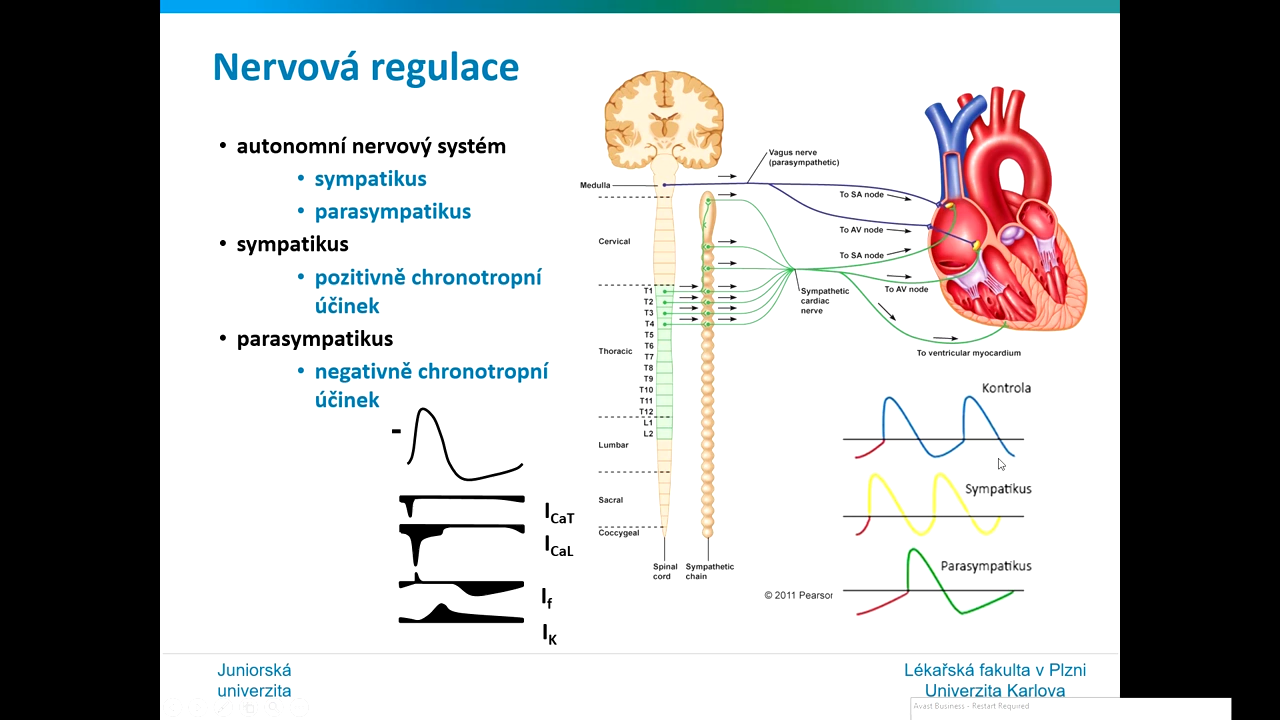 Nervová regulace
• autonomní nervový systém
• sympatikus
• parasympatikus
• sympatikus
• pozitivně chronotropní
účinek
• parasympatikus
• negativně chronotropní
účinek
I_CaT
I_CaL
I_f
I_K
Medulla
Cervical
Thoracic
Lumbar
Sacral
Coccygeal
T1
T2
T3
T4
T5
T6
T7
T8
T9
T10
T11
T12
L1
L2
Spinal
cord
Sympathetic
chain
Vagus nerve
(parasympathetic)
To SA node
To AV node
To SA node
To AV node
Sympathetic
cardiac
nerve
To ventricular myocardium
© 2011 Pearson
Kontrola
Sympatikus
Parasympatikus
Juniorská
univerzita
Lékařská fakulta v Plzni
Univerzita Karlova
Avast Business - Restart Required